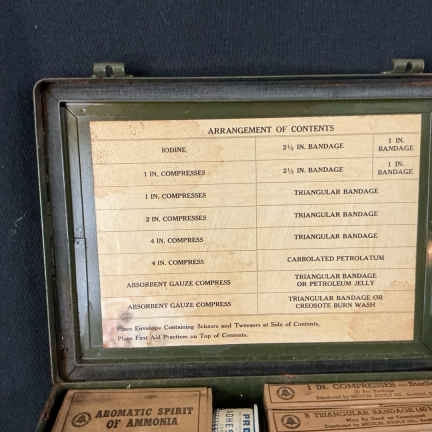 ARRANGEMENT OF CONTENTS
IODINE 2½ IN. BANDAGE 1 IN. BANDAGE
1 IN. COMPRESSES 2½ IN. BANDAGE 1 IN. BANDAGE
1 IN. COMPRESSES TRIANGULAR BANDAGE
2 IN. COMPRESSES TRIANGULAR BANDAGE
4 IN. COMPRESS TRIANGULAR BANDAGE
4 IN. COMPRESS CARBOLATED PETROLATUM
ABSORBENT GAUZE COMPRESS TRIANGULAR BANDAGE OR PETROLEUM JELLY
ABSORBENT GAUZE COMPRESS TRIANGULAR BANDAGE OR CREOSOTE BURN WASH
Place Envelope Containing Scissors and Tweezers at Side of Contents.
Place First Aid Practices on Top of Contents.
AROMATIC SPIRIT
OF AMMONIA
1 IN. COMPRESSES
TRIANGULAR BANDAGE